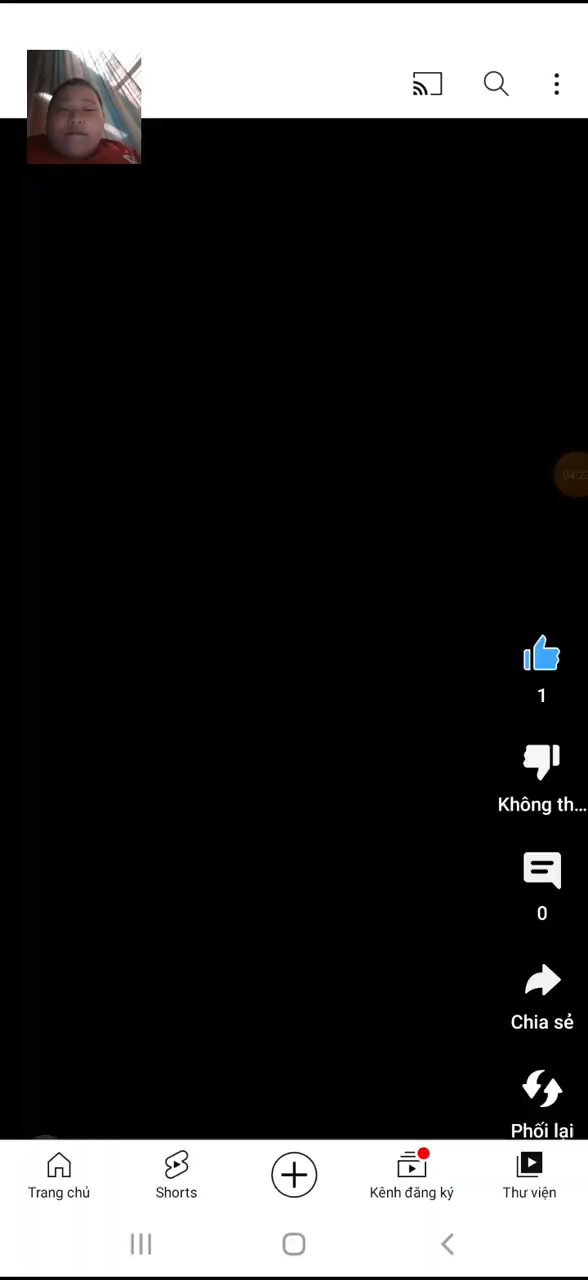 1
Không th...
0
Chia sẻ
Phối lại
Trang chủ
Shorts
Kênh đăng ký
Thư viện